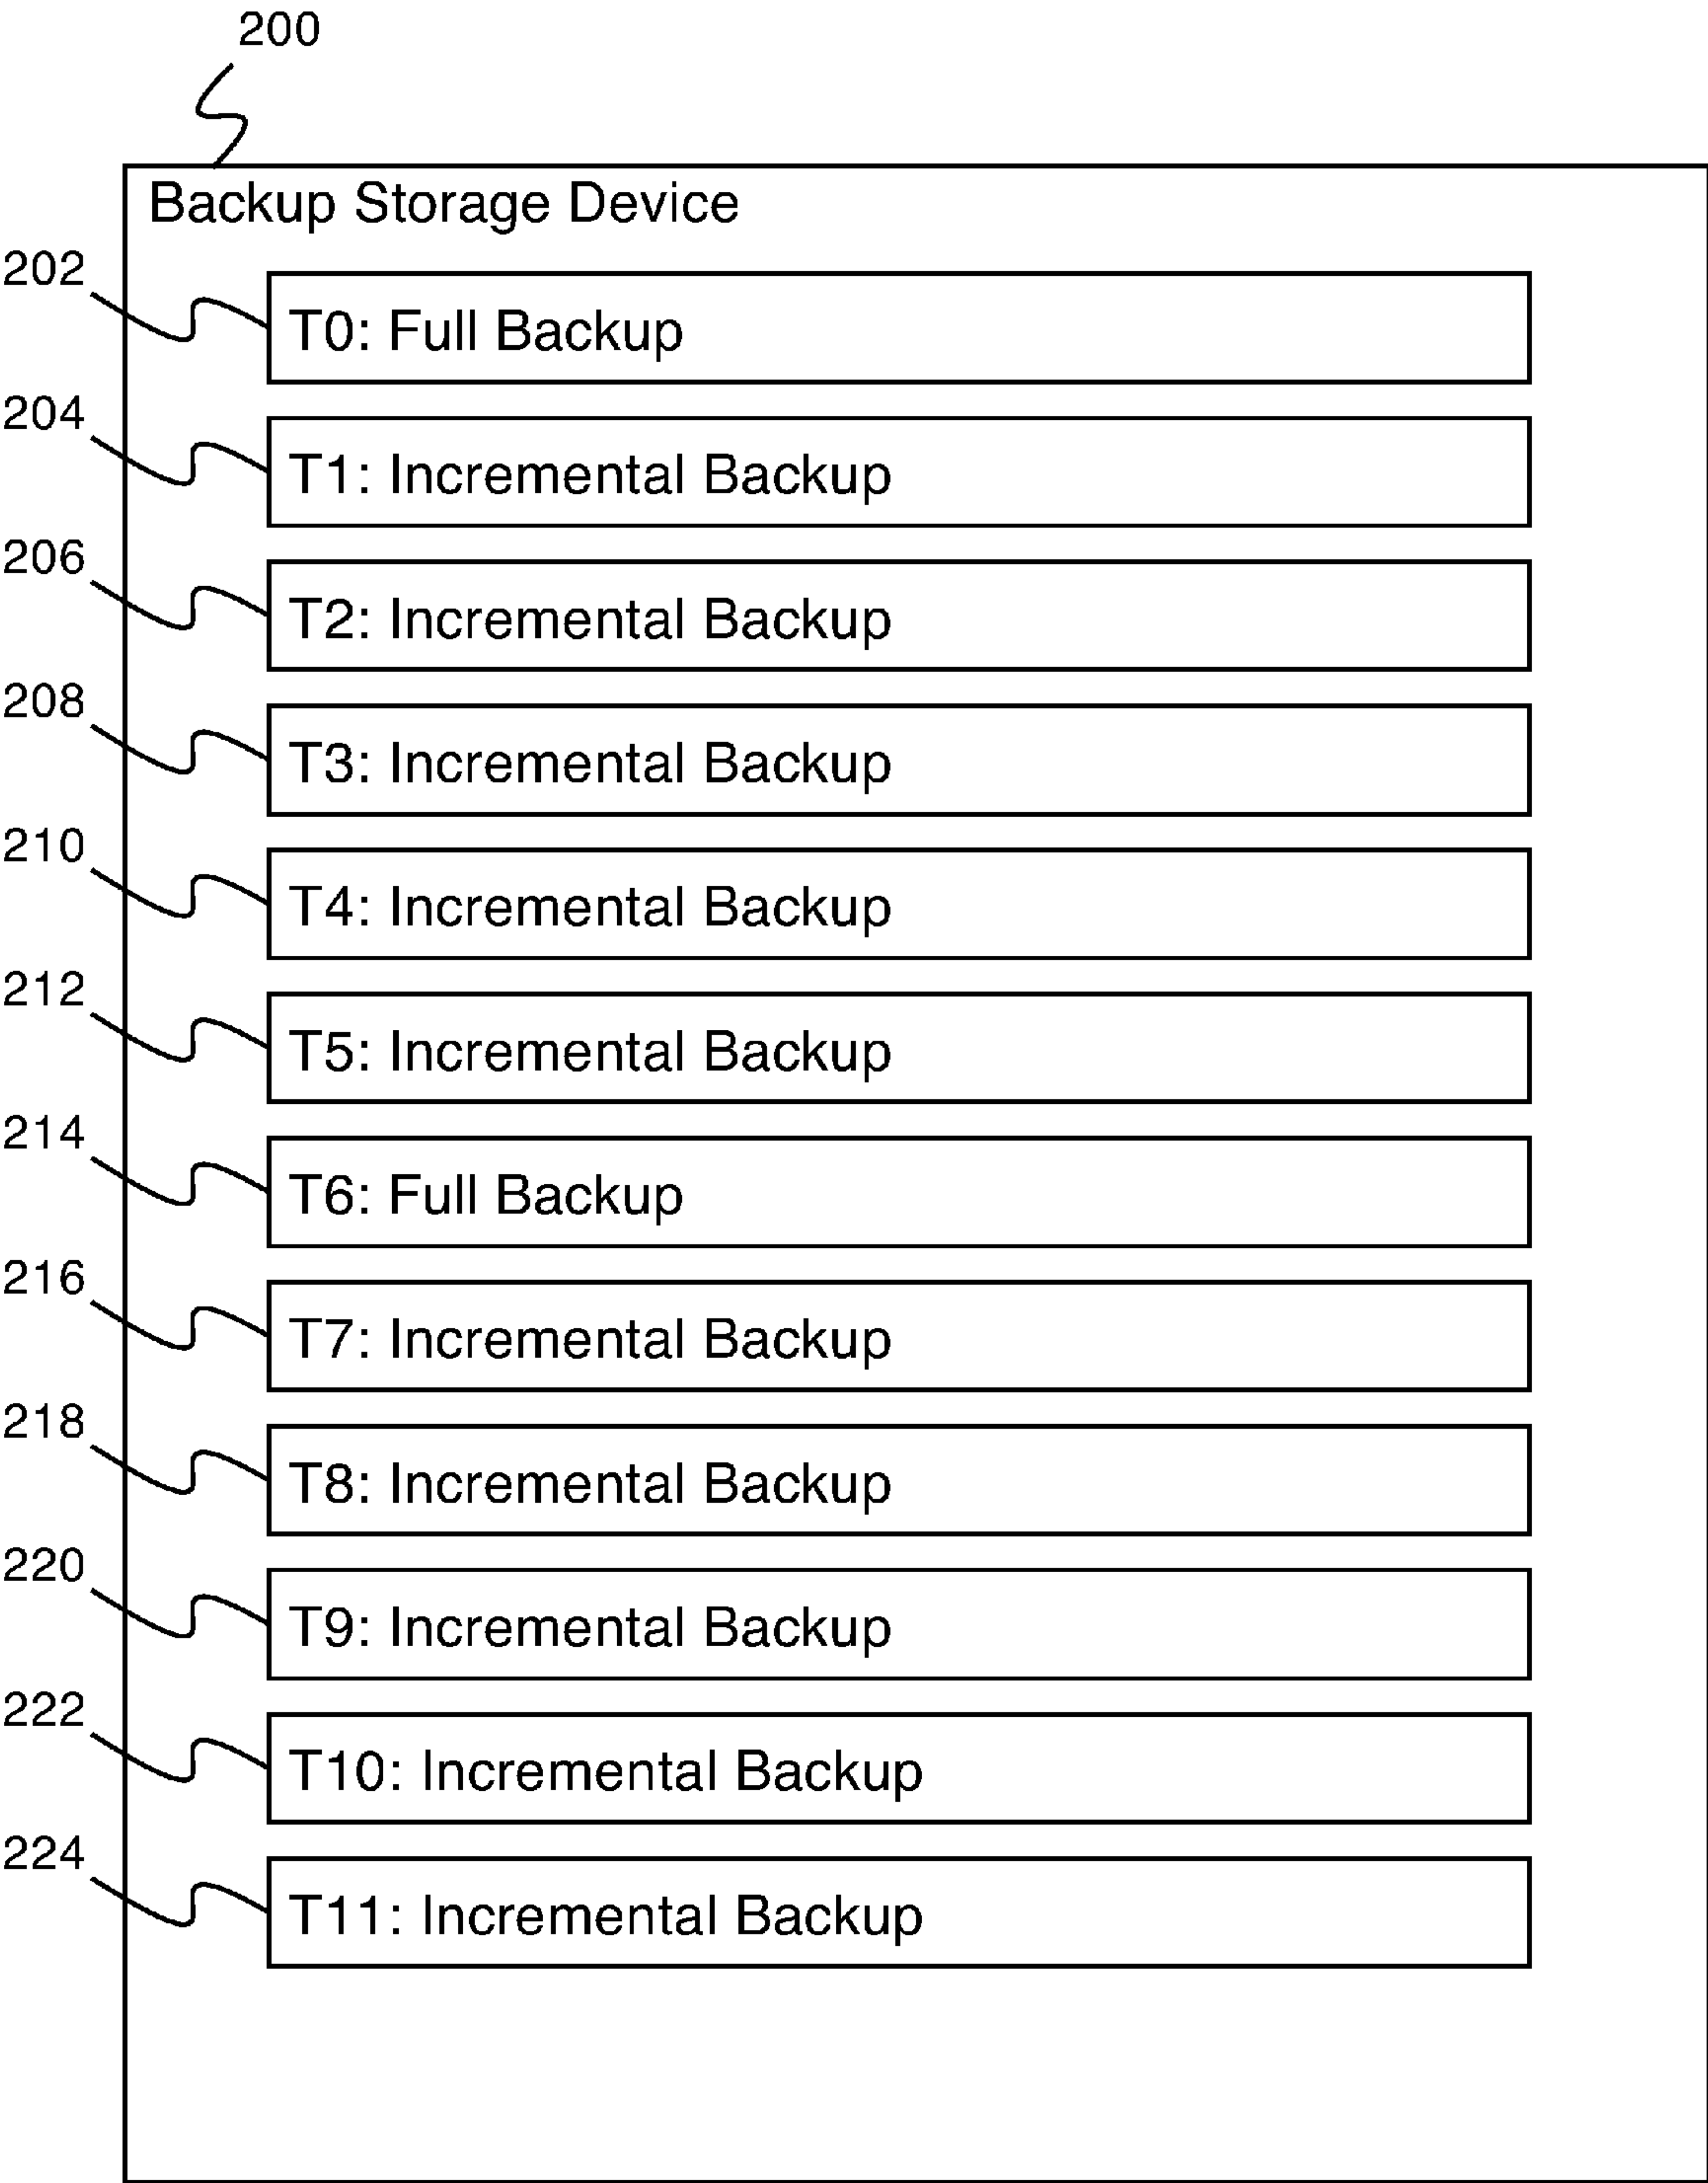 200
Backup Storage Device
202
T0: Full Backup
204
T1: Incremental Backup
206
T2: Incremental Backup
208
T3: Incremental Backup
210
T4: Incremental Backup
212
T5: Incremental Backup
214
T6: Full Backup
216
T7: Incremental Backup
218
T8: Incremental Backup
220
T9: Incremental Backup
222
T10: Incremental Backup
224
T11: Incremental Backup